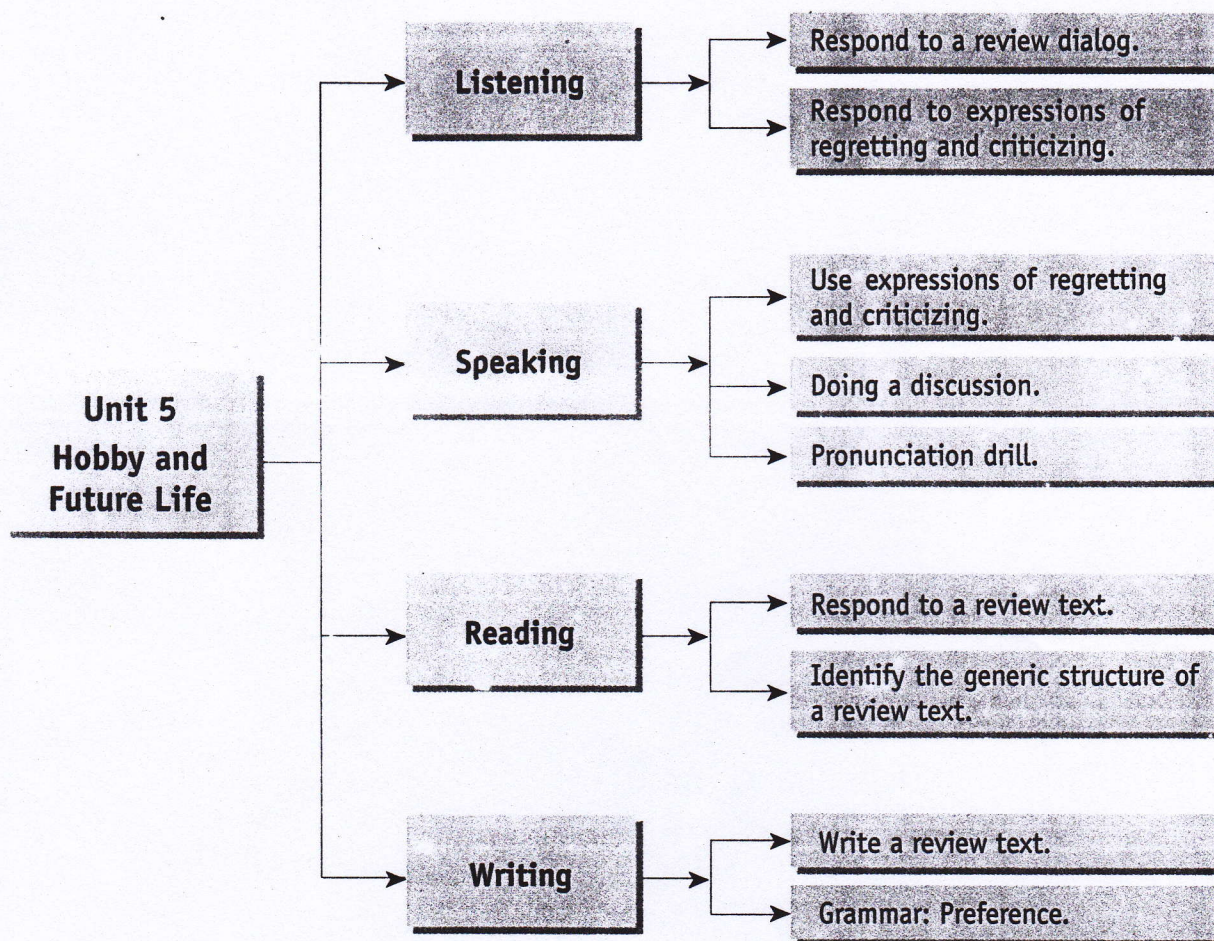 Unit 5
Hobby and
Future Life
Listening
Respond to a review dialog.
Respond to expressions of
regretting and criticizing.
Speaking
Use expressions of regretting
and criticizing.
Doing a discussion.
Pronunciation drill.
Reading
Respond to a review text.
Identify the generic structure of
a review text.
Writing
Write a review text.
Grammar: Preference.